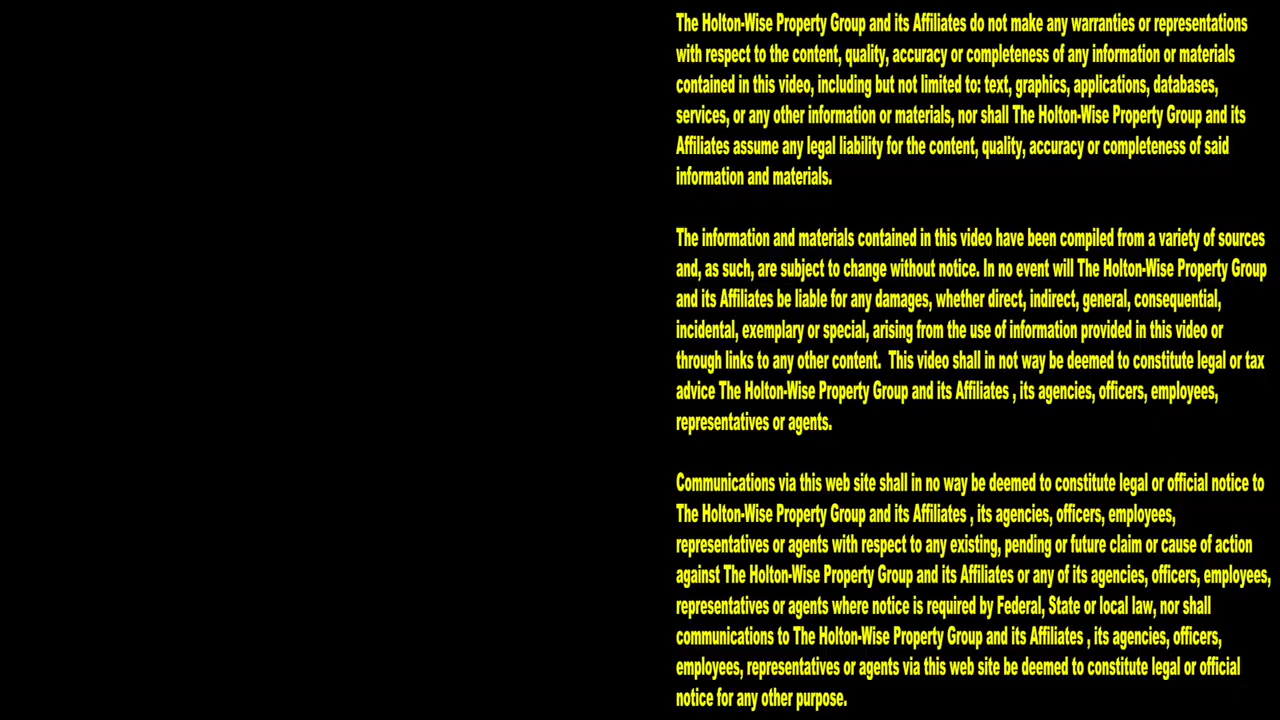 The Holton-Wise Property Group and its Affiliates do not make any warranties or representations
with respect to the content, quality, accuracy or completeness of any information or materials
contained in this video, including but not limited to: text, graphics, applications, databases,
services, or any other information or materials, nor shall The Holton-Wise Property Group and its
Affiliates assume any legal liability for the content, quality, accuracy or completeness of said
information and materials.
The information and materials contained in this video have been compiled from a variety of sources
and, as such, are subject to change without notice. In no event will The Holton-Wise Property Group
and its Affiliates be liable for any damages, whether direct, indirect, general, consequential,
incidental, exemplary or special, arising from the use of information provided in this video or
through links to any other content.  This video shall in not way be deemed to constitute legal or tax
advice The Holton-Wise Property Group and its Affiliates , its agencies, officers, employees,
representatives or agents.
Communications via this web site shall in no way be deemed to constitute legal or official notice to
The Holton-Wise Property Group and its Affiliates , its agencies, officers, employees,
representatives or agents with respect to any existing, pending or future claim or cause of action
against The Holton-Wise Property Group and its Affiliates or any of its agencies, officers, employees,
representatives or agents where notice is required by Federal, State or local law, nor shall
communications to The Holton-Wise Property Group and its Affiliates , its agencies, officers,
employees, representatives or agents via this web site be deemed to constitute legal or official
notice for any other purpose.